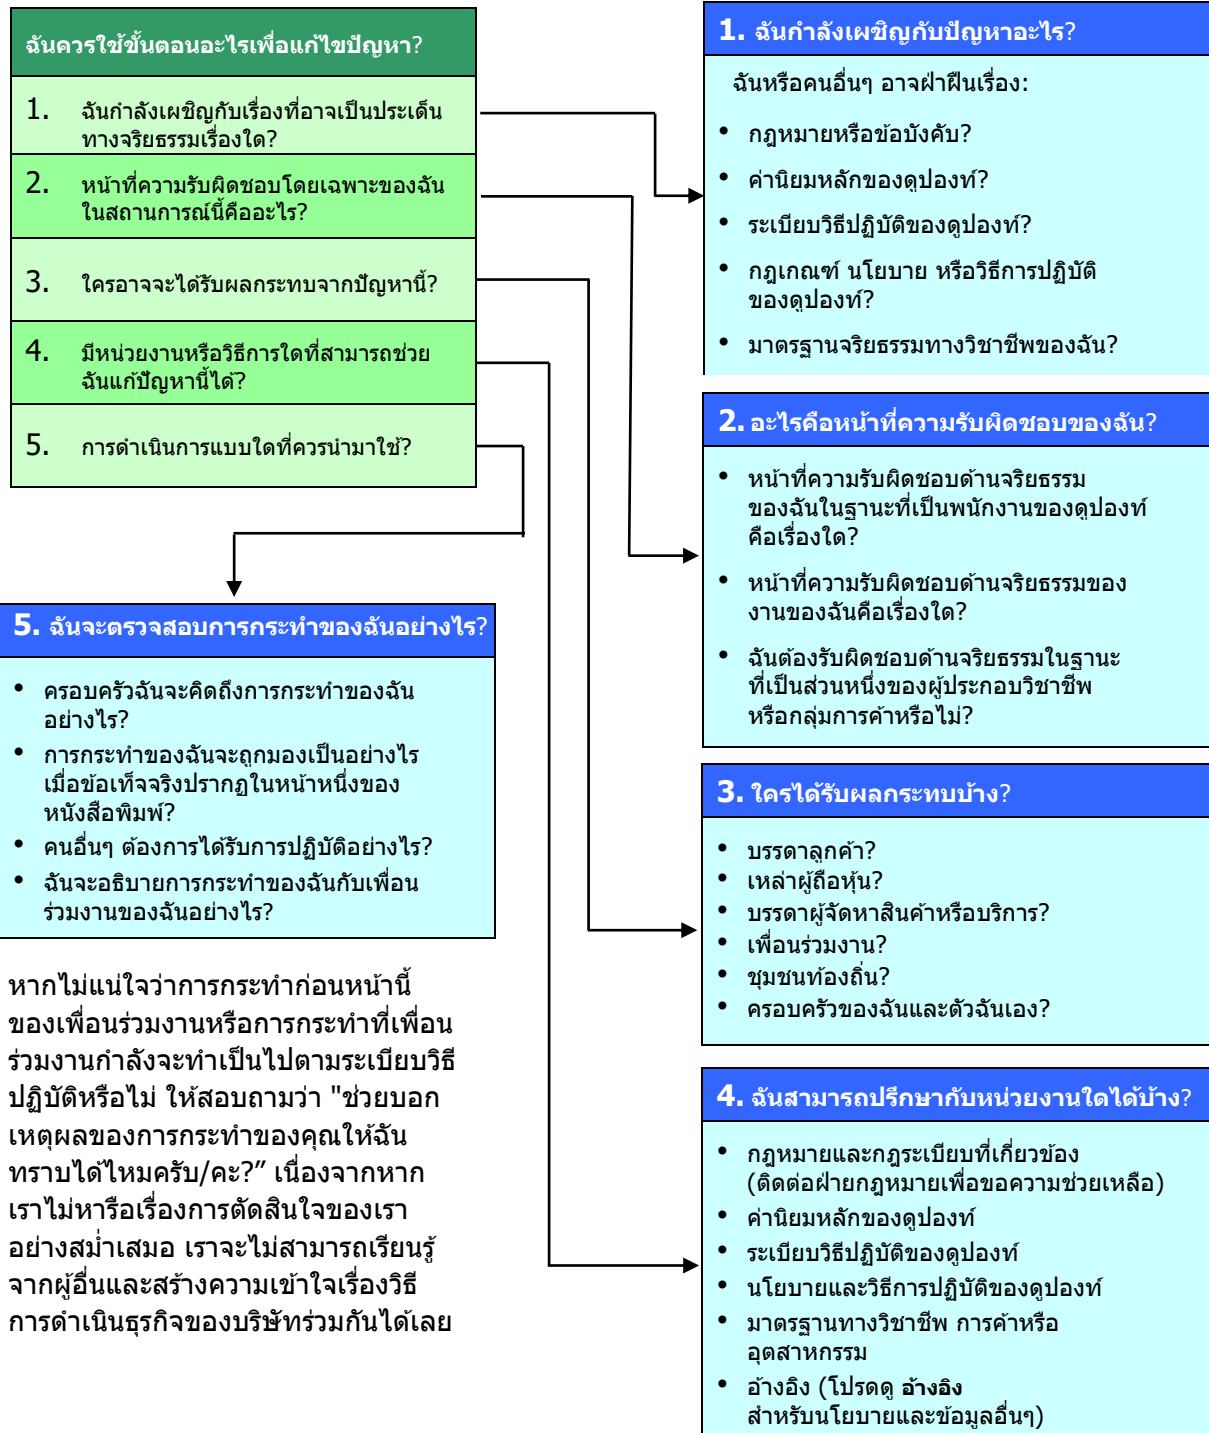 ฉันควรใช้ขั้นตอนอะไรเพื่อแก้ไขปัญหา?
1. ฉันกำลังเผชิญกับเรื่องที่อาจเป็นประเด็น
ทางจริยธรรมเรื่องใด?
2. หน้าที่ความรับผิดชอบโดยเฉพาะของฉัน
ในสถานการณ์นี้คืออะไร?
3. ใครอาจจะได้รับผลกระทบจากปัญหานี้?
4. มีหน่วยงานหรือวิธีการใดที่สามารถช่วย
ฉันแก้ปัญหานี้ได้?
5. การดำเนินการแบบใดที่ควรนำมาใช้?
1. ฉันกำลังเผชิญกับปัญหาอะไร?
ฉันหรือคนอื่นๆ อาจฝ่าฝืนเรื่อง:
• กฎหมายหรือข้อบังคับ?
• ค่านิยมหลักของดูปองท์?
• ระเบียบวิธีปฏิบัติของดูปองท์?
• กฎเกณฑ์ นโยบาย หรือวิธีการปฏิบัติ
ของดูปองท์?
• มาตรฐานจริยธรรมทางวิชาชีพของฉัน?
2. อะไรคือหน้าที่ความรับผิดชอบของฉัน?
• หน้าที่ความรับผิดชอบด้านจริยธรรม
ของฉันในฐานะที่เป็นพนักงานของดูปองท์
คือเรื่องใด?
• หน้าที่ความรับผิดชอบด้านจริยธรรมของ
งานของฉันคือเรื่องใด?
• ฉันต้องรับผิดชอบด้านจริยธรรมในฐานะ
ที่เป็นส่วนหนึ่งของผู้ประกอบวิชาชีพ
หรือกลุ่มการค้าหรือไม่?
3. ใครได้รับผลกระทบบ้าง?
• บรรดาลูกค้า?
• เหล่าผู้ถือหุ้น?
• บรรดาผู้จัดหาสินค้าหรือบริการ?
• เพื่อนร่วมงาน?
• ชุมชนท้องถิ่น?
• ครอบครัวของฉันและตัวฉันเอง?
4. ฉันสามารถปรึกษากับหน่วยงานใดได้บ้าง?
• กฎหมายและกฎระเบียบที่เกี่ยวข้อง
(ติดต่อฝ่ายกฎหมายเพื่อขอความช่วยเหลือ)
• ค่านิยมหลักของดูปองท์
• ระเบียบวิธีปฏิบัติของดูปองท์
• นโยบายและวิธีการปฏิบัติของดูปองท์
• มาตรฐานทางวิชาชีพ การค้าหรือ
อุตสาหกรรม
• อ้างอิง (โปรดดู อ้างอิง
สำหรับนโยบายและข้อมูลอื่นๆ)
5. ฉันจะตรวจสอบการกระทำของฉันอย่างไร?
• ครอบครัวฉันจะคิดถึงการกระทำของฉัน
อย่างไร?
• การกระทำของฉันจะถูกมองเป็นอย่างไร
เมื่อข้อเท็จจริงปรากฏในหน้าหนึ่งของ
หนังสือพิมพ์?
• คนอื่นๆ ต้องการได้รับการปฏิบัติอย่างไร?
• ฉันจะอธิบายการกระทำของฉันกับเพื่อน
ร่วมงานของฉันอย่างไร?
หากไม่แน่ใจว่าการกระทำก่อนหน้านี้
ของเพื่อนร่วมงานหรือการกระทำที่เพื่อน
ร่วมงานกำลังจะทำเป็นไปตามระเบียบวิธี
ปฏิบัติหรือไม่ ให้สอบถามว่า "ช่วยบอก
เหตุผลของการกระทำของคุณให้ฉัน
ทราบได้ไหมครับ/คะ?” เนื่องจากหาก
เราไม่หารือเรื่องการตัดสินใจของเรา
อย่างสม่ำเสมอ เราจะไม่สามารถเรียนรู้
จากผู้อื่นและสร้างความเข้าใจเรื่องวิธี
การดำเนินธุรกิจของบริษัทร่วมกันได้เลย